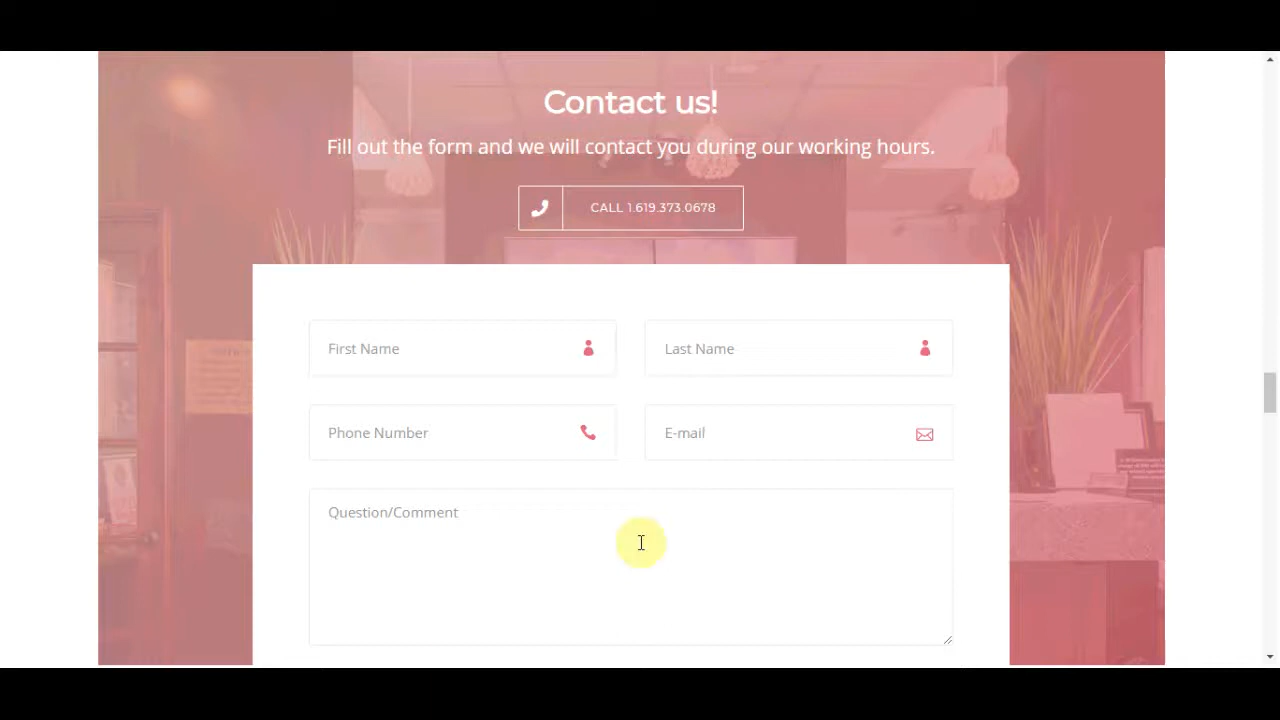 Contact us!
Fill out the form and we will contact you during our working hours.
CALL 1.619.373.0678
First Name
Last Name
Phone Number
E-mail
Question/Comment